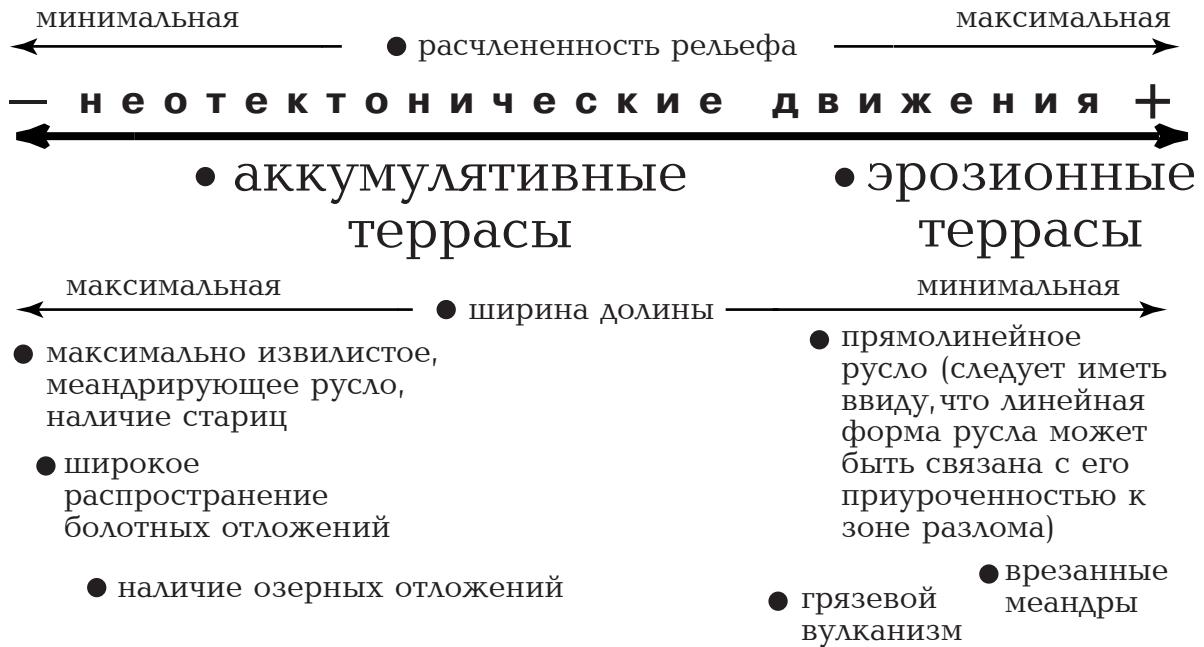 минимальная
максимальная
● расчлененность рельефа
— неотектонические движения +
● аккумулятивные
террасы
● эрозионные
террасы
максимальная
минимальная
● ширина долины
● максимально извилистое,
меандрирующее русло,
наличие стариц
● широкое
распространение
болотных отложений
● наличие озерных отложений
● прямолинейное
русло (следует иметь
ввиду, что линейная
форма русла может
быть связана с его
приуроченностью к
зоне разлома)
● врезанные
меандры
● грязевой
вулканизм